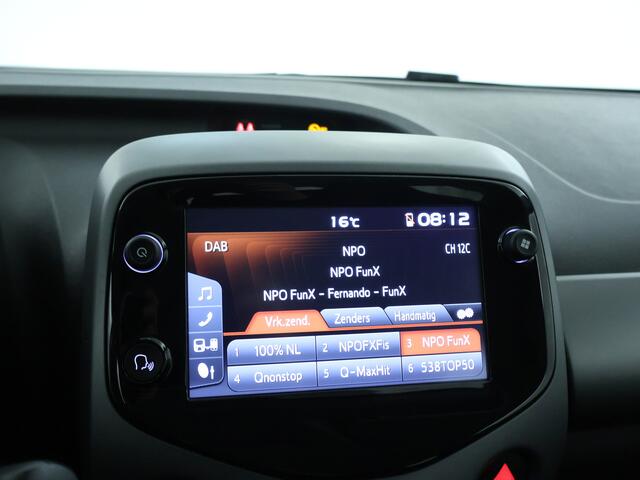 16°C 08:12
DAB NPO CH 12C
NPO FunX
NPO FunX - Fernando - FunX
Vrk.zend. Zenders Handmatig
1 100% NL 2 NPOFXFis 3 NPO FunX
4 Qnonstop 5 Q-MaxHit 6 538TOP50